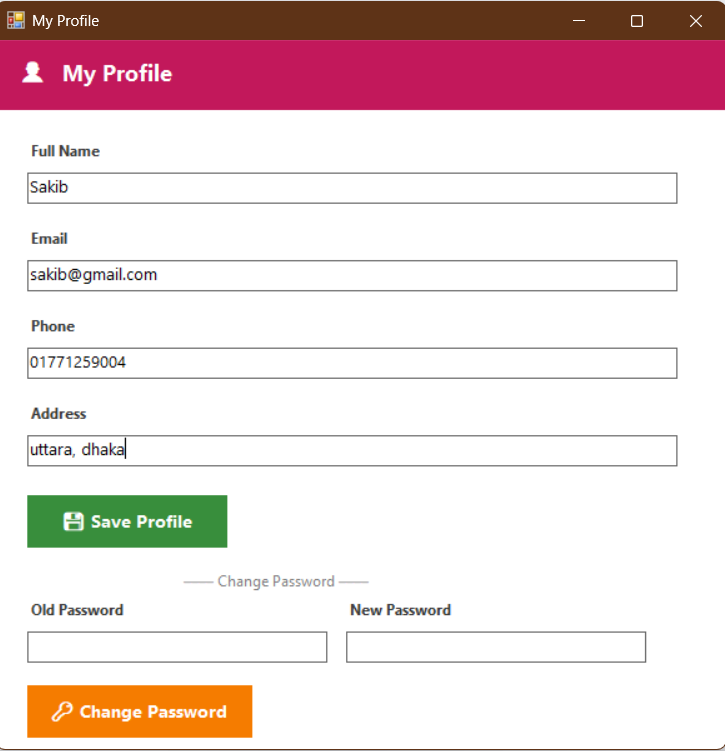 My Profile
My Profile
Full Name
Sakib
Email
sakib@gmail.com
Phone
01771259004
Address
uttara, dhaka
Save Profile
—— Change Password ——
Old Password New Password
Change Password